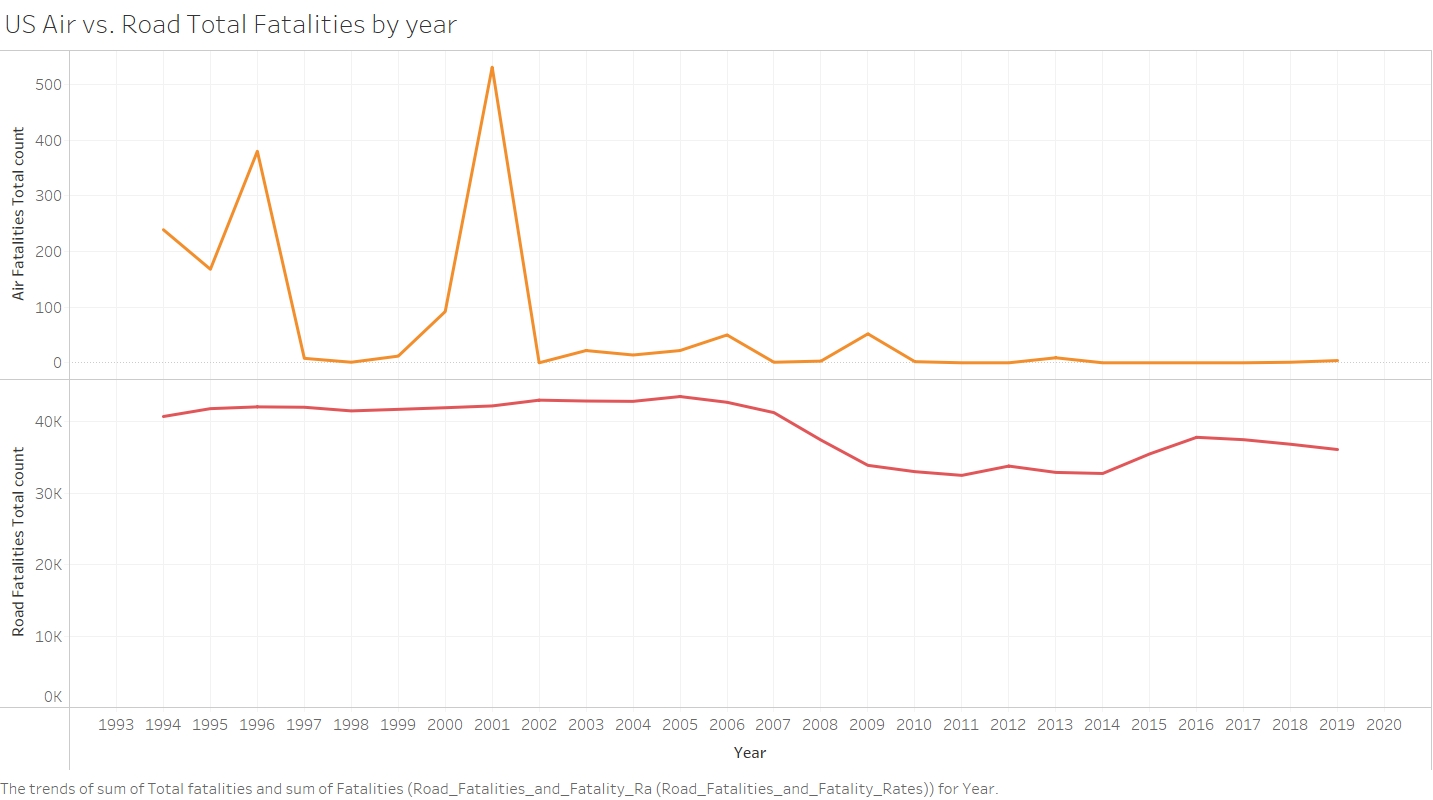 US Air vs. Road Total Fatalities by year
Air Fatalities Total count
500
400
300
200
100
0
Road Fatalities Total count
40K
30K
20K
10K
0K
1993 1994 1995 1996 1997 1998 1999 2000 2001 2002 2003 2004 2005 2006 2007 2008 2009 2010 2011 2012 2013 2014 2015 2016 2017 2018 2019 2020
Year
The trends of sum of Total fatalities and sum of Fatalities (Road_Fatalities_and_Fatality_Ra (Road_Fatalities_and_Fatality_Rates)) for Year.